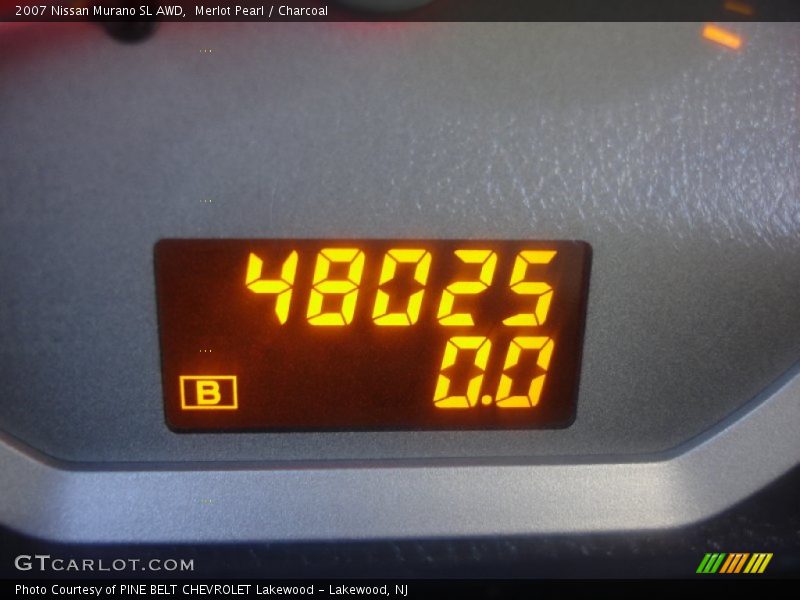 2007 Nissan Murano SL AWD,  Merlot Pearl / Charcoal
48025
B 0.0
GTCARLOT.COM
Photo Courtesy of PINE BELT CHEVROLET Lakewood - Lakewood, NJ